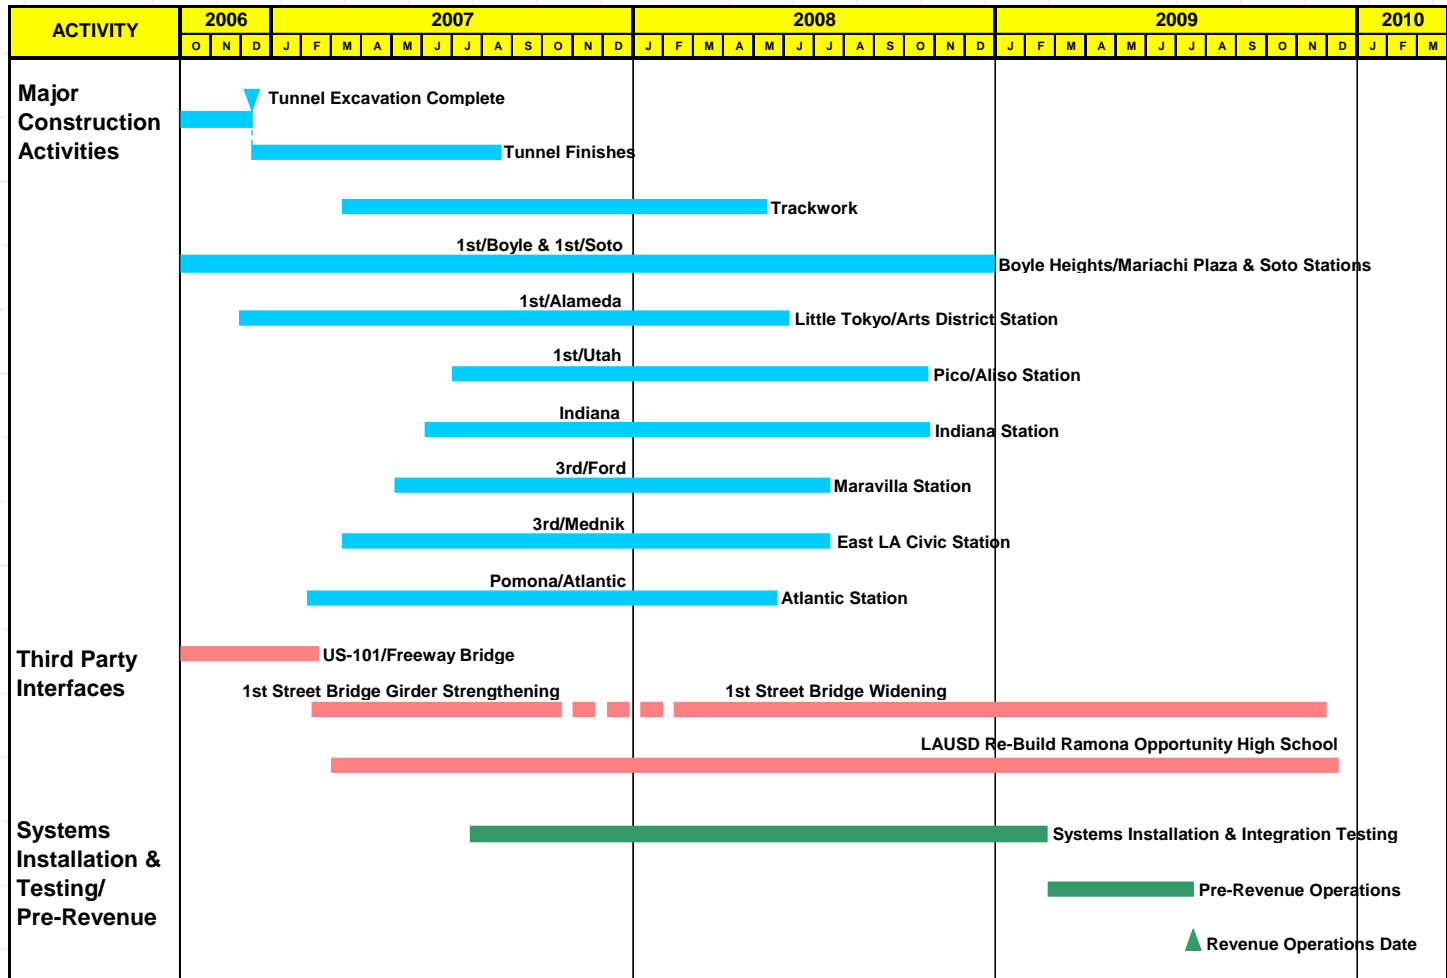 ACTIVITY
2006 2007 2008 2009 2010
O N D J F M A M J J A S O N D J F M A M J J A S O N D J F M A M J J A S O N D J F M
Major
Construction
Activities
Tunnel Excavation Complete
Tunnel Finishes
Trackwork
1st/Boyle & 1st/Soto
Boyle Heights/Mariachi Plaza & Soto Stations
1st/Alameda
Little Tokyo/Arts District Station
1st/Utah
Pico/Aliso Station
Indiana
Indiana Station
3rd/Ford
Maravilla Station
3rd/Mednik
East LA Civic Station
Pomona/Atlantic
Atlantic Station
Third Party
Interfaces
US-101/Freeway Bridge
1st Street Bridge Girder Strengthening
1st Street Bridge Widening
LAUSD Re-Build Ramona Opportunity High School
Systems
Installation &
Testing/
Pre-Revenue
Systems Installation & Integration Testing
Pre-Revenue Operations
Revenue Operations Date